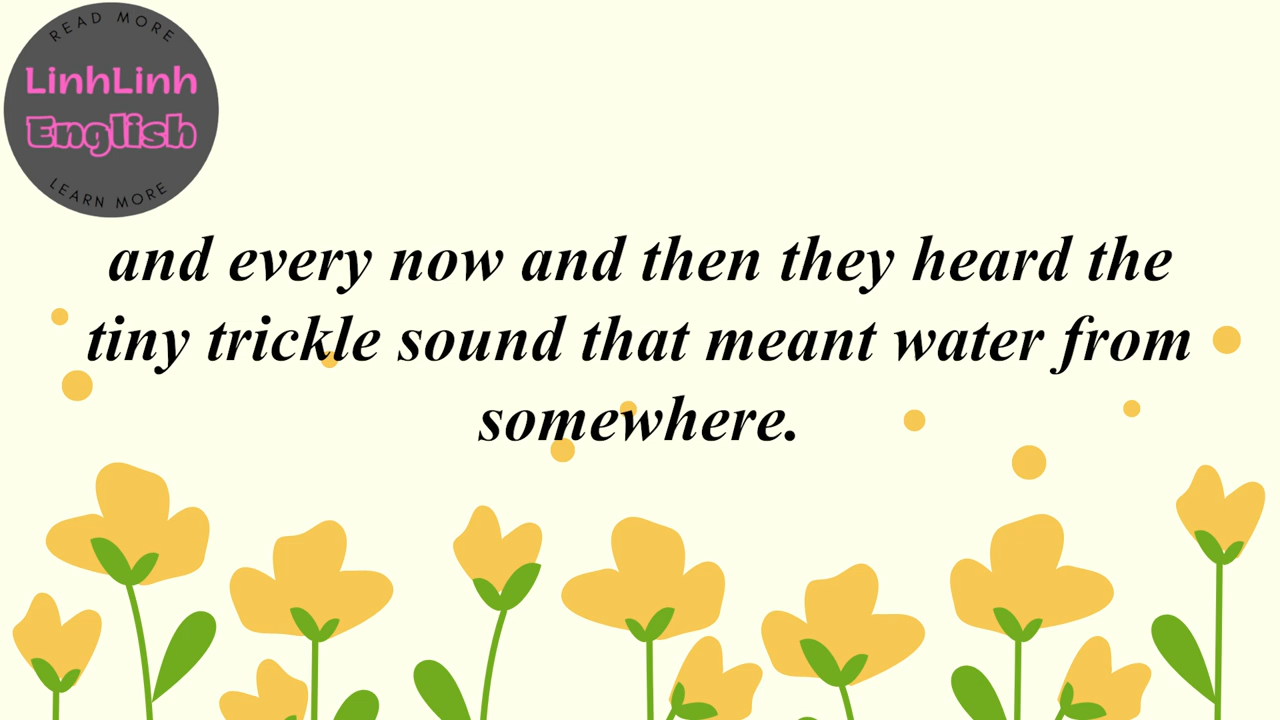 READ MORE
LinhLinh
English
LEARN MORE
and every now and then they heard the
tiny trickle sound that meant water from
somewhere.